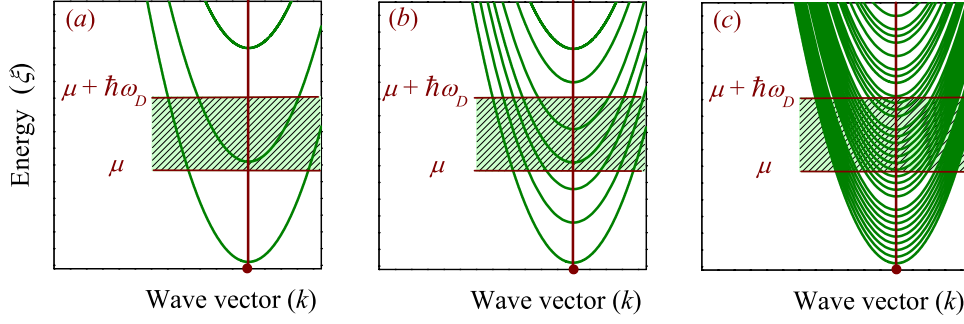 (a)
(b)
(c)
Energy (ξ)
μ + ħω_D
μ
μ + ħω_D
μ
μ + ħω_D
μ
Wave vector (k)
Wave vector (k)
Wave vector (k)